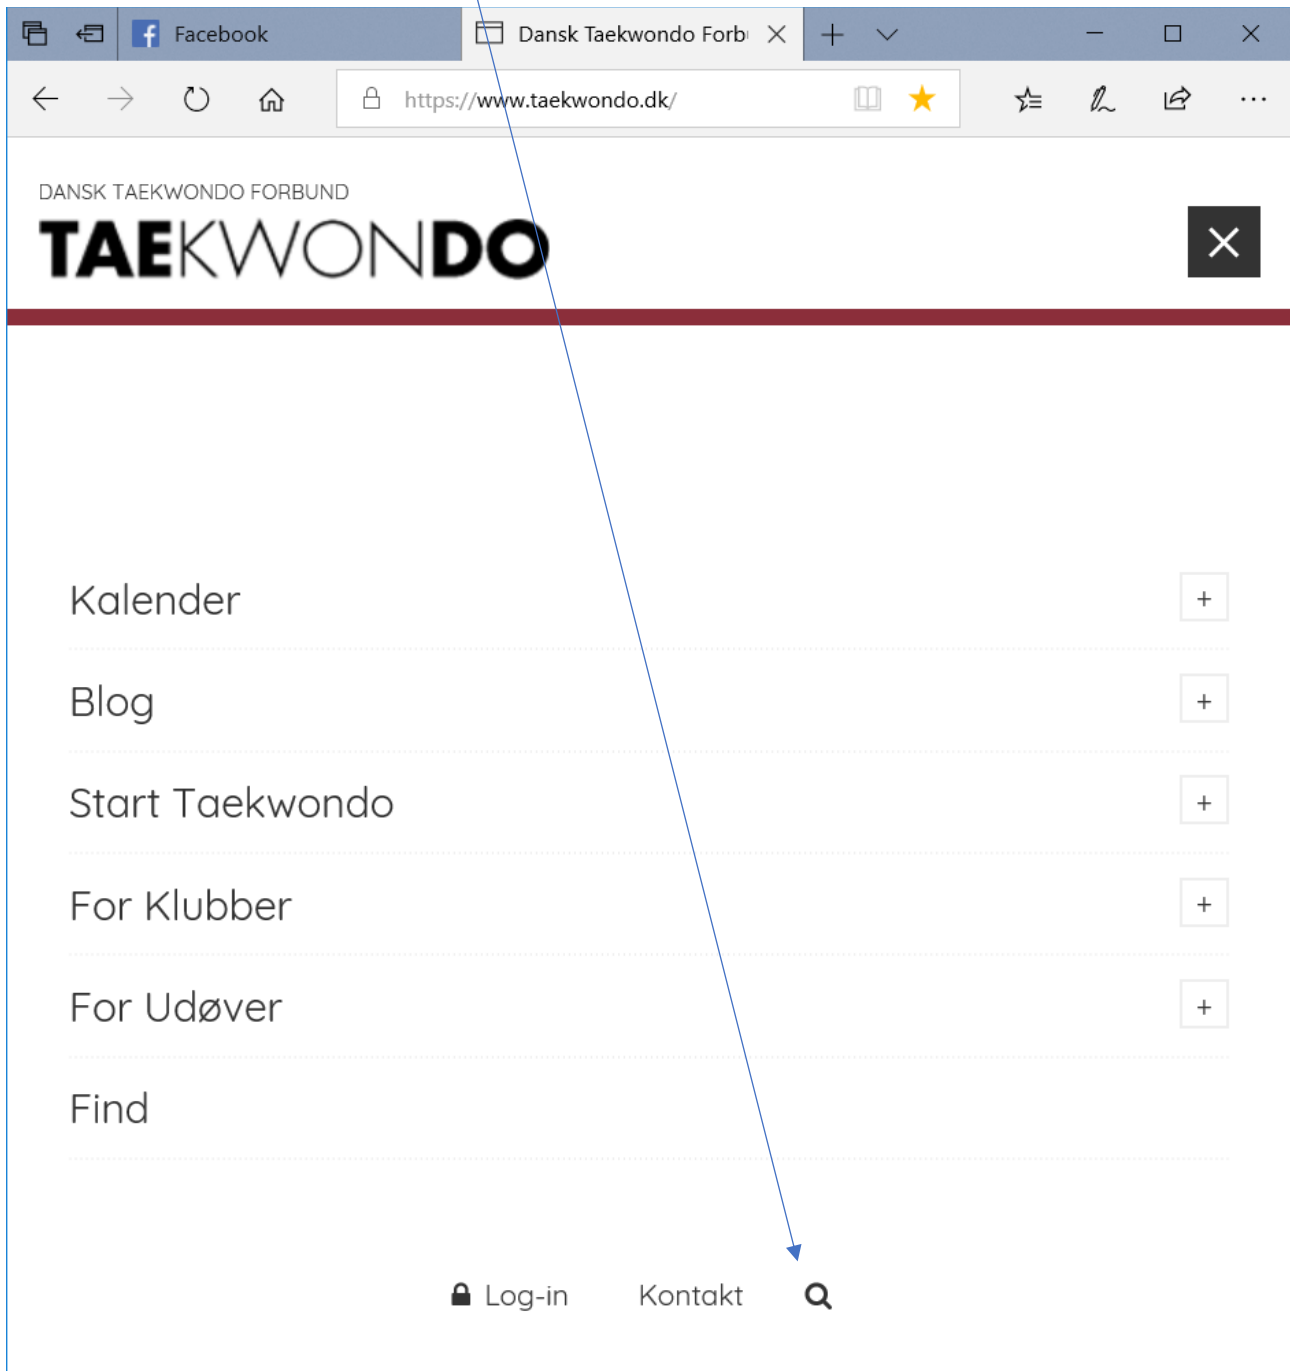 Facebook
Dansk Taekwondo Forb
https://www.taekwondo.dk/
DANSK TAEKWONDO FORBUND
TAEKWONDO
Kalender
+
Blog
+
Start Taekwondo
+
For Klubber
+
For Udøver
+
Find
Log-in Kontakt